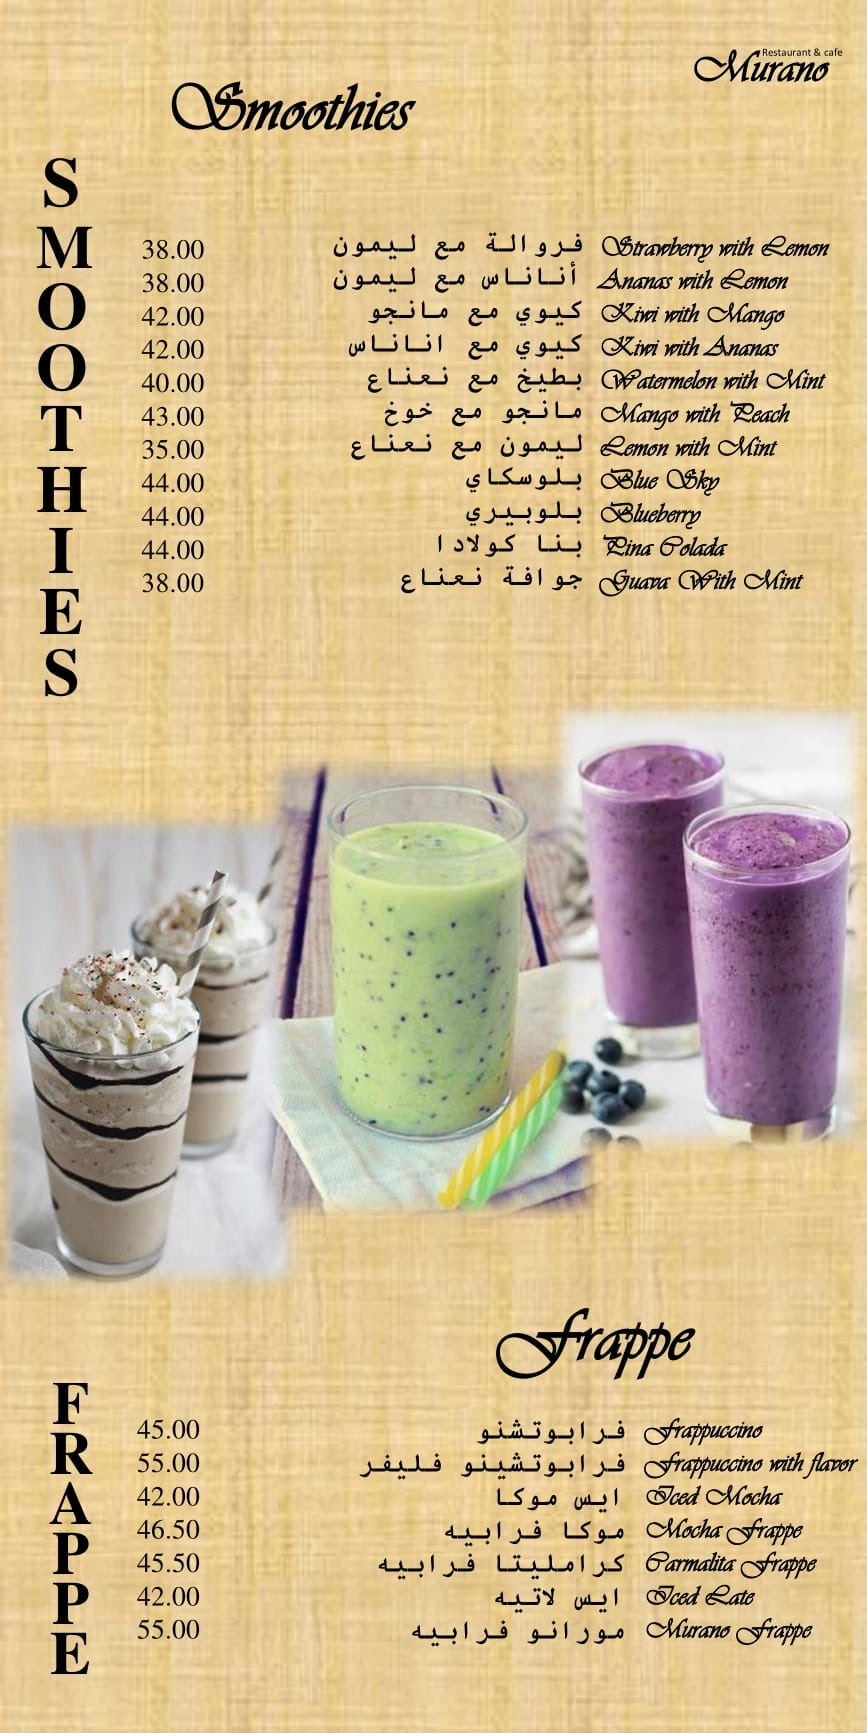 Restaurant & cafe
Murano
Smoothies
SMOOTHIES
38.00 فروالة مع ليمون Strawberry with Lemon
38.00 أناناس مع ليمون Ananas with Lemon
42.00 كيوي مع مانجو Kiwi with Mango
42.00 كيوي مع اناناس Kiwi with Ananas
40.00 بطيخ مع نعناع Watermelon with Mint
43.00 مانجو مع خوخ Mango with Peach
35.00 ليمون مع نعناع Lemon with Mint
44.00 بلوسكاي Blue Sky
44.00 بلوبيري Blueberry
44.00 بنا كولادا Pina Colada
38.00 جوافة نعناع Guava With Mint
Frappe
FRAPPE
45.00 فرابوتشنو Frappuccino
55.00 فرابوتشينو فليفر Frappuccino with flavor
42.00 ايس موكا Iced Mocha
46.50 موكا فرابيه Mocha Frappe
45.50 كرامليتا فرابيه Carmalita Frappe
42.00 ايس لاتيه Iced Late
55.00 مورانو فرابيه Murano Frappe